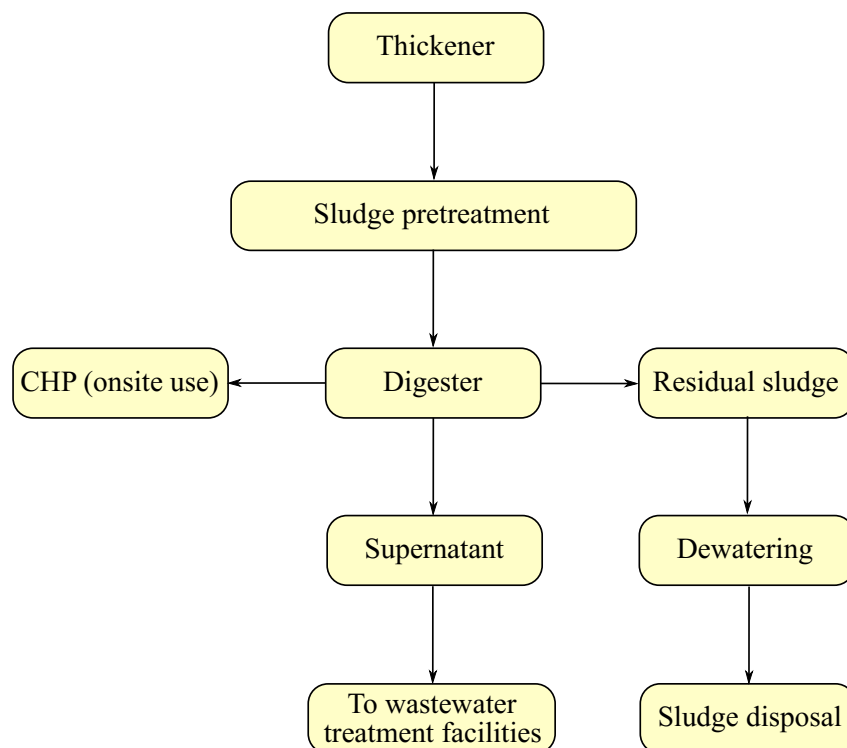 Thickener
Sludge pretreatment
CHP (onsite use)
Digester
Residual sludge
Supernatant
Dewatering
To wastewater
treatment facilities
Sludge disposal